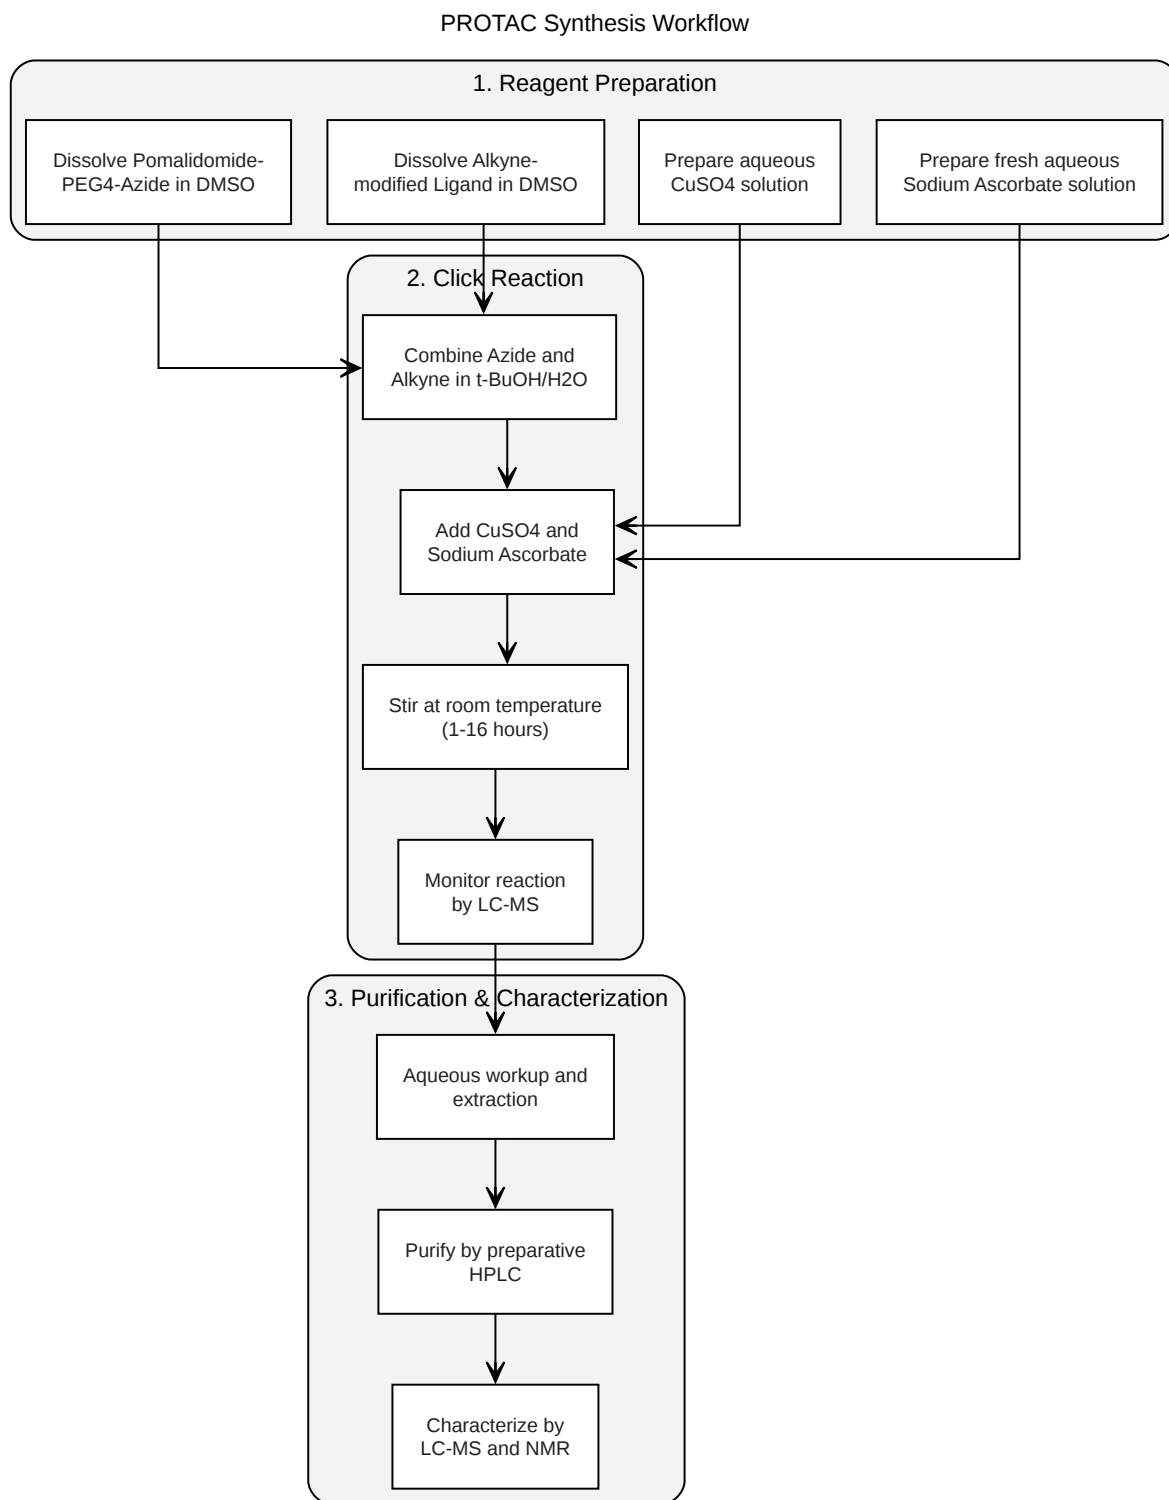 PROTAC Synthesis Workflow
1. Reagent Preparation
Dissolve Pomalidomide-
PEG4-Azide in DMSO
Dissolve Alkyne-
modified Ligand in DMSO
Prepare aqueous
CuSO4 solution
Prepare fresh aqueous
Sodium Ascorbate solution
2. Click Reaction
Combine Azide and
Alkyne in t-BuOH/H2O
Add CuSO4 and
Sodium Ascorbate
Stir at room temperature
(1-16 hours)
Monitor reaction
by LC-MS
3. Purification & Characterization
Aqueous workup and
extraction
Purify by preparative
HPLC
Characterize by
LC-MS and NMR